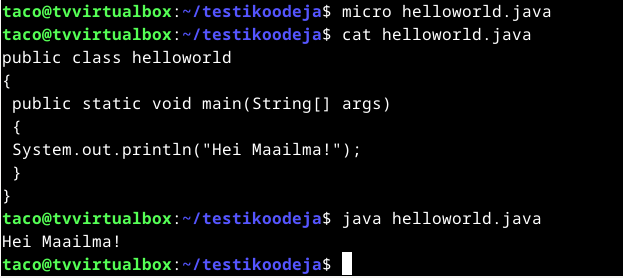 taco@tvvirtualbox:~/testikoodeja$ micro helloworld.java
taco@tvvirtualbox:~/testikoodeja$ cat helloworld.java
public class helloworld
{
 public static void main(String[] args)
 {
 System.out.println("Hei Maailma!");
 }
}
taco@tvvirtualbox:~/testikoodeja$ java helloworld.java
Hei Maailma!
taco@tvvirtualbox:~/testikoodeja$